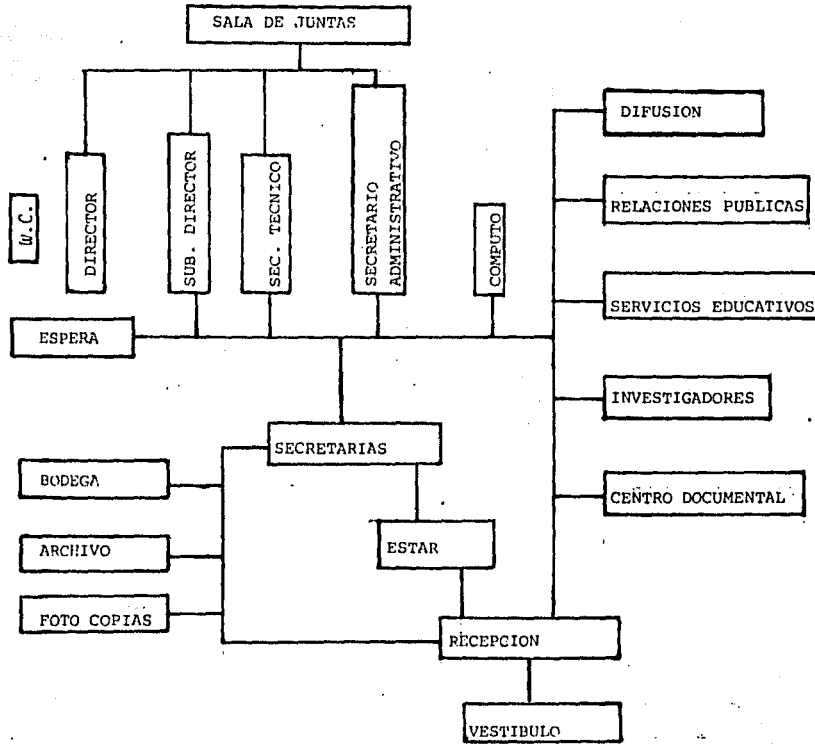 SALA DE JUNTAS
W.C.
DIRECTOR
SUB. DIRECTOR
SEC. TECNICO
SECRETARIO
ADMINISTRATIVO
COMPUTO
DIFUSION
RELACIONES PUBLICAS
SERVICIOS EDUCATIVOS
INVESTIGADORES
CENTRO DOCUMENTAL
ESPERA
SECRETARIAS
BODEGA
ARCHIVO
FOTO COPIAS
ESTAR
RECEPCION
VESTIBULO